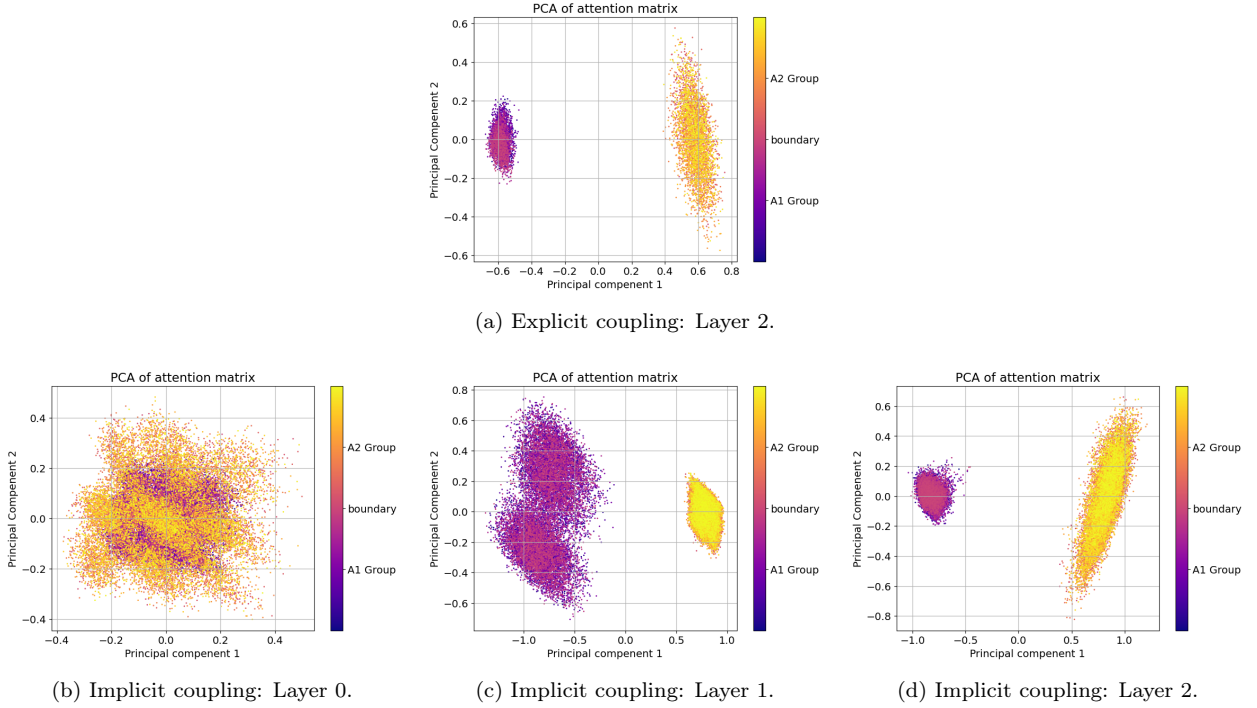 PCA of attention matrix
Principal Compenent 2
0.6
0.4
0.2
0.0
−0.2
−0.4
−0.6
−0.6 −0.4 −0.2 0.0 0.2 0.4 0.6 0.8
Principal compenent 1
A2 Group
boundary
A1 Group
(a) Explicit coupling: Layer 2.
PCA of attention matrix
Principal Compenent 2
0.4
0.2
0.0
−0.2
−0.4
−0.4 −0.2 0.0 0.2 0.4
Principal compenent 1
A2 Group
boundary
A1 Group
(b) Implicit coupling: Layer 0.
PCA of attention matrix
Principal Compenent 2
0.8
0.6
0.4
0.2
0.0
−0.2
−0.4
−0.6
−1.0 −0.5 0.0 0.5 1.0
Principal compenent 1
A2 Group
boundary
A1 Group
(c) Implicit coupling: Layer 1.
PCA of attention matrix
Principal Compenent 2
0.6
0.4
0.2
0.0
−0.2
−0.4
−0.6
−0.8
−1.0 −0.5 0.0 0.5 1.0
Principal compenent 1
A2 Group
boundary
A1 Group
(d) Implicit coupling: Layer 2.